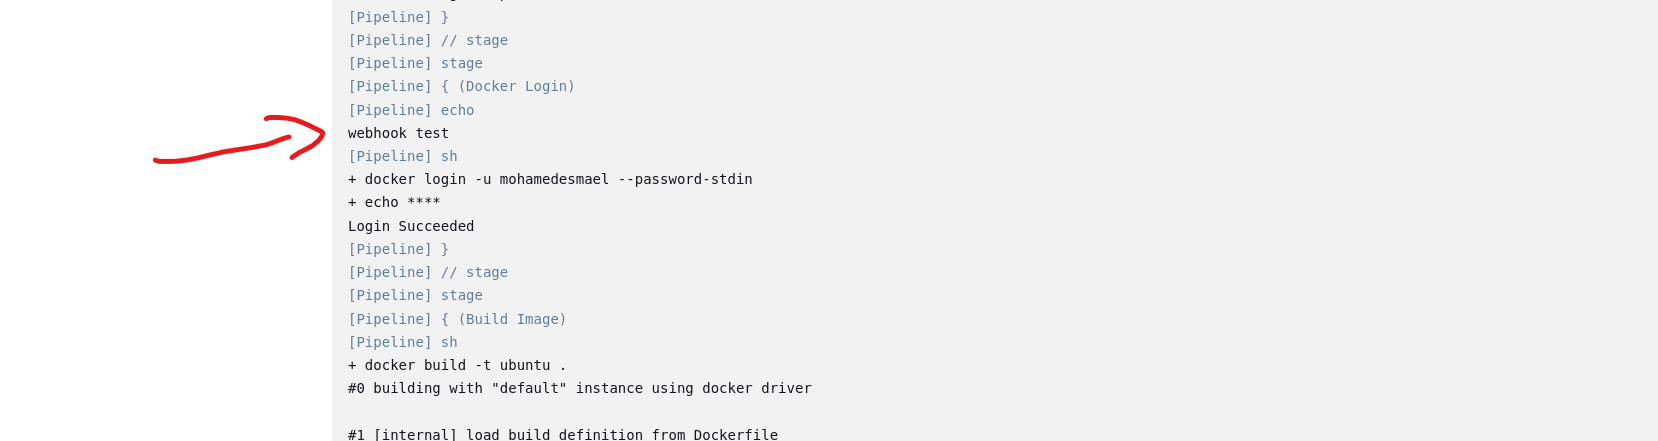 [Pipeline] }
[Pipeline] // stage
[Pipeline] stage
[Pipeline] { (Docker Login)
[Pipeline] echo
webhook test
[Pipeline] sh
+ docker login -u mohamedesmael --password-stdin
+ echo ****
Login Succeeded
[Pipeline] }
[Pipeline] // stage
[Pipeline] stage
[Pipeline] { (Build Image)
[Pipeline] sh
+ docker build -t ubuntu .
#0 building with "default" instance using docker driver
#1 [internal] load build definition from Dockerfile